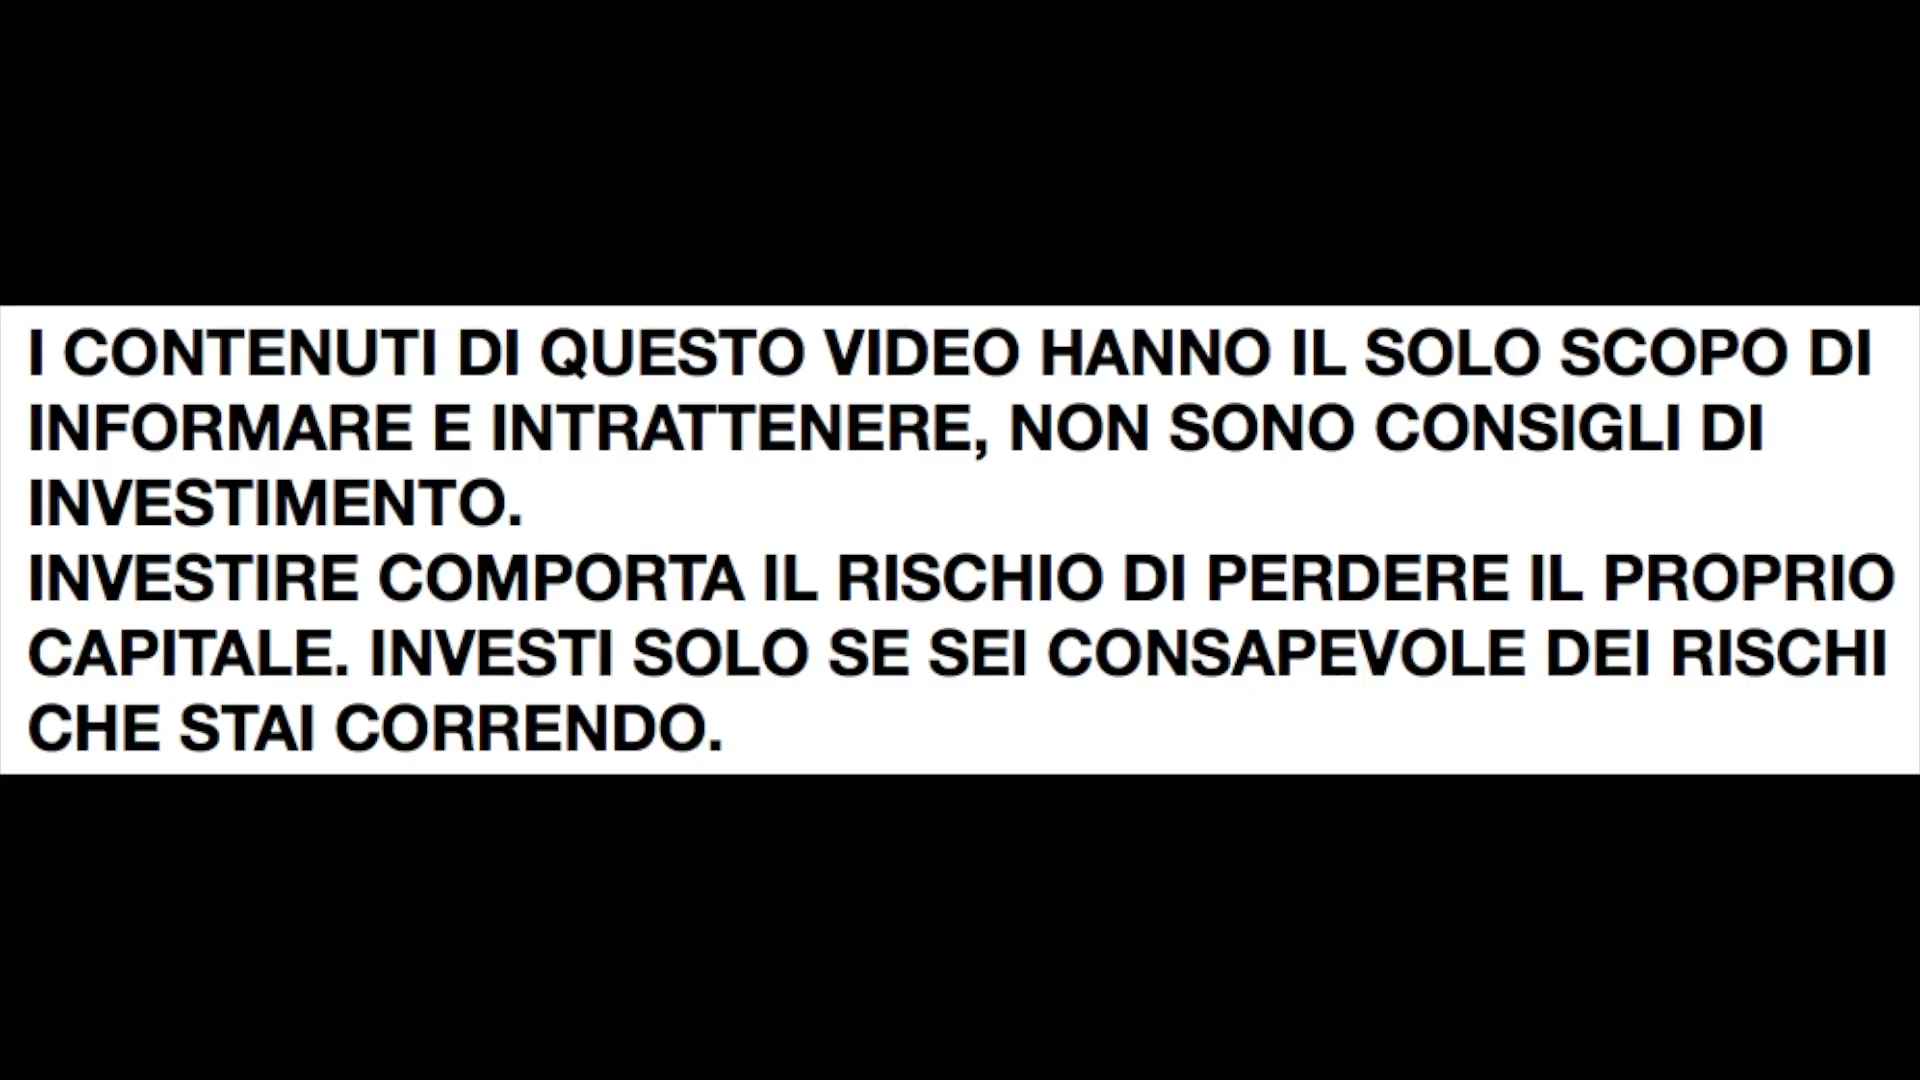 I CONTENUTI DI QUESTO VIDEO HANNO IL SOLO SCOPO DI
INFORMARE E INTRATTENERE, NON SONO CONSIGLI DI
INVESTIMENTO.
INVESTIRE COMPORTA IL RISCHIO DI PERDERE IL PROPRIO
CAPITALE. INVESTI SOLO SE SEI CONSAPEVOLE DEI RISCHI
CHE STAI CORRENDO.